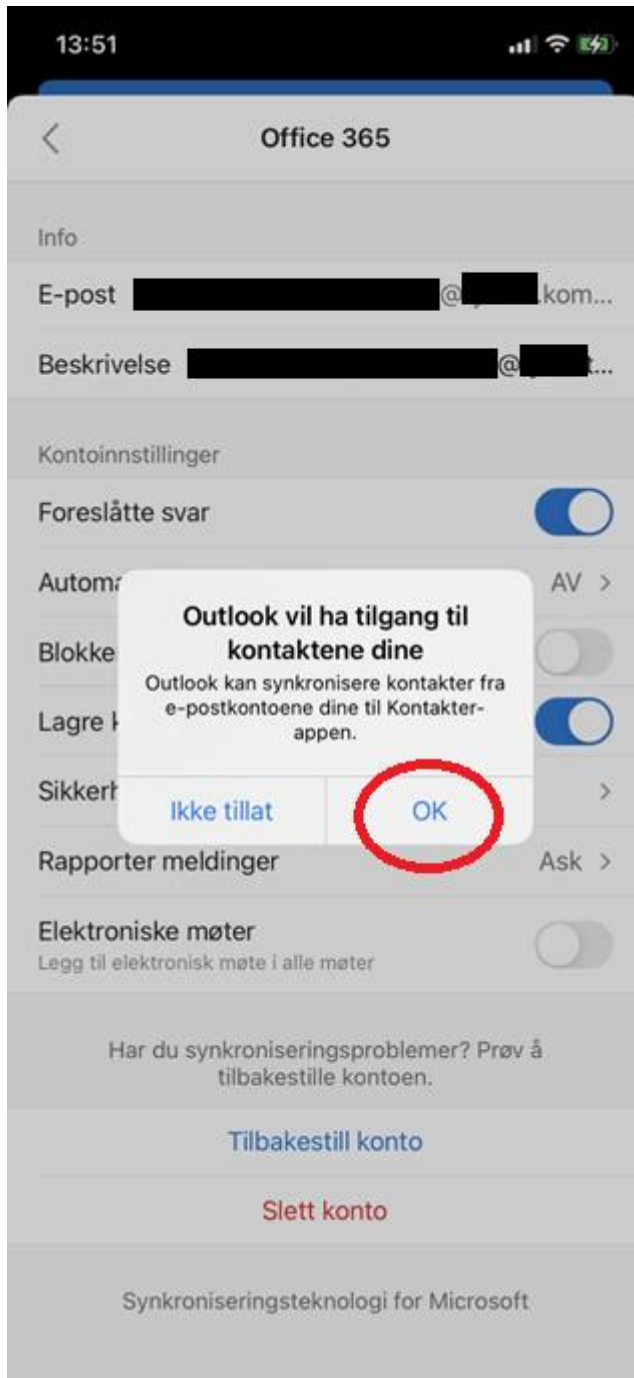 13:51
Office 365
Info
E-post @ .kom...
Beskrivelse @ ...
Kontoinnstillinger
Foreslåtte svar
AV
Outlook vil ha tilgang til
kontaktene dine
Outlook kan synkronisere kontakter fra
e-postkontoene dine til Kontakter-
appen.
Lagre
Ikke tillat OK
Rapporter meldinger Ask
Elektroniske møter
Legg til elektronisk møte i alle møter
Har du synkroniseringsproblemer? Prøv å
tilbakestille kontoen.
Tilbakestill konto
Slett konto
Synkroniseringsteknologi for Microsoft